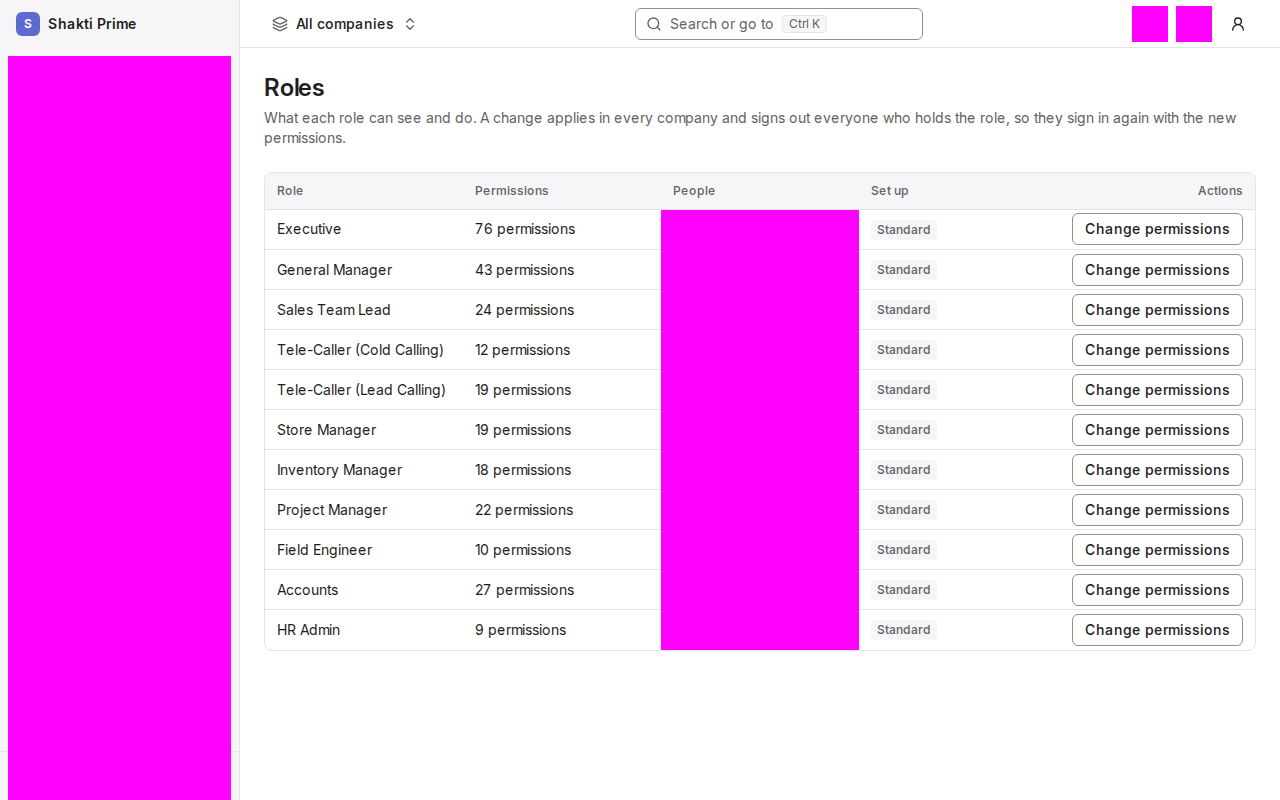 S Shakti Prime
All companies
Search or go to Ctrl K
Roles
What each role can see and do. A change applies in every company and signs out everyone who holds the role, so they sign in again with the new
permissions.
Role Permissions People Set up Actions
Executive 76 permissions Standard Change permissions
General Manager 43 permissions Standard Change permissions
Sales Team Lead 24 permissions Standard Change permissions
Tele-Caller (Cold Calling) 12 permissions Standard Change permissions
Tele-Caller (Lead Calling) 19 permissions Standard Change permissions
Store Manager 19 permissions Standard Change permissions
Inventory Manager 18 permissions Standard Change permissions
Project Manager 22 permissions Standard Change permissions
Field Engineer 10 permissions Standard Change permissions
Accounts 27 permissions Standard Change permissions
HR Admin 9 permissions Standard Change permissions